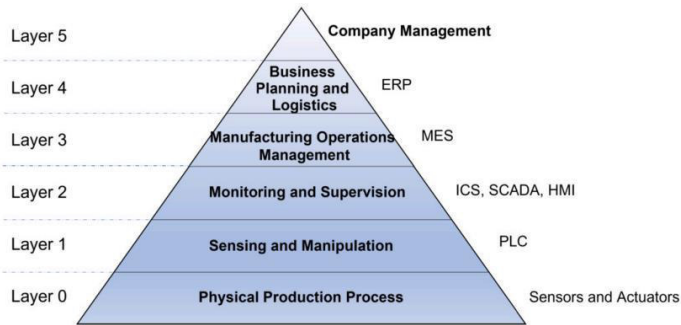 Layer 5
Company Management
Layer 4
Business
Planning and
Logistics
ERP
Layer 3
Manufacturing Operations
Management
MES
Layer 2
Monitoring and Supervision
ICS, SCADA, HMI
Layer 1
Sensing and Manipulation
PLC
Layer 0
Physical Production Process
Sensors and Actuators